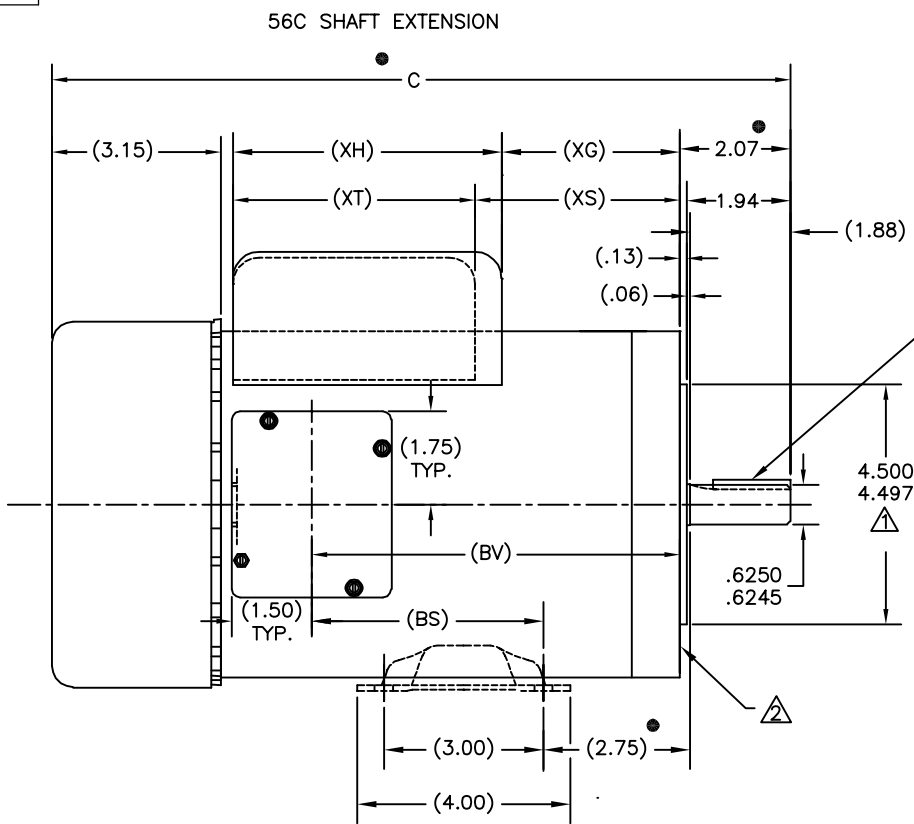 56C SHAFT EXTENSION
C
(3.15)
(XH)
(XG)
2.07
(XT)
(XS)
1.94
(1.88)
(.13)
(.06)
(1.75)
TYP.
4.500
4.497
1
(BV)
.6250
.6245
(1.50)
TYP.
(BS)
2
(3.00)
(2.75)
(4.00)